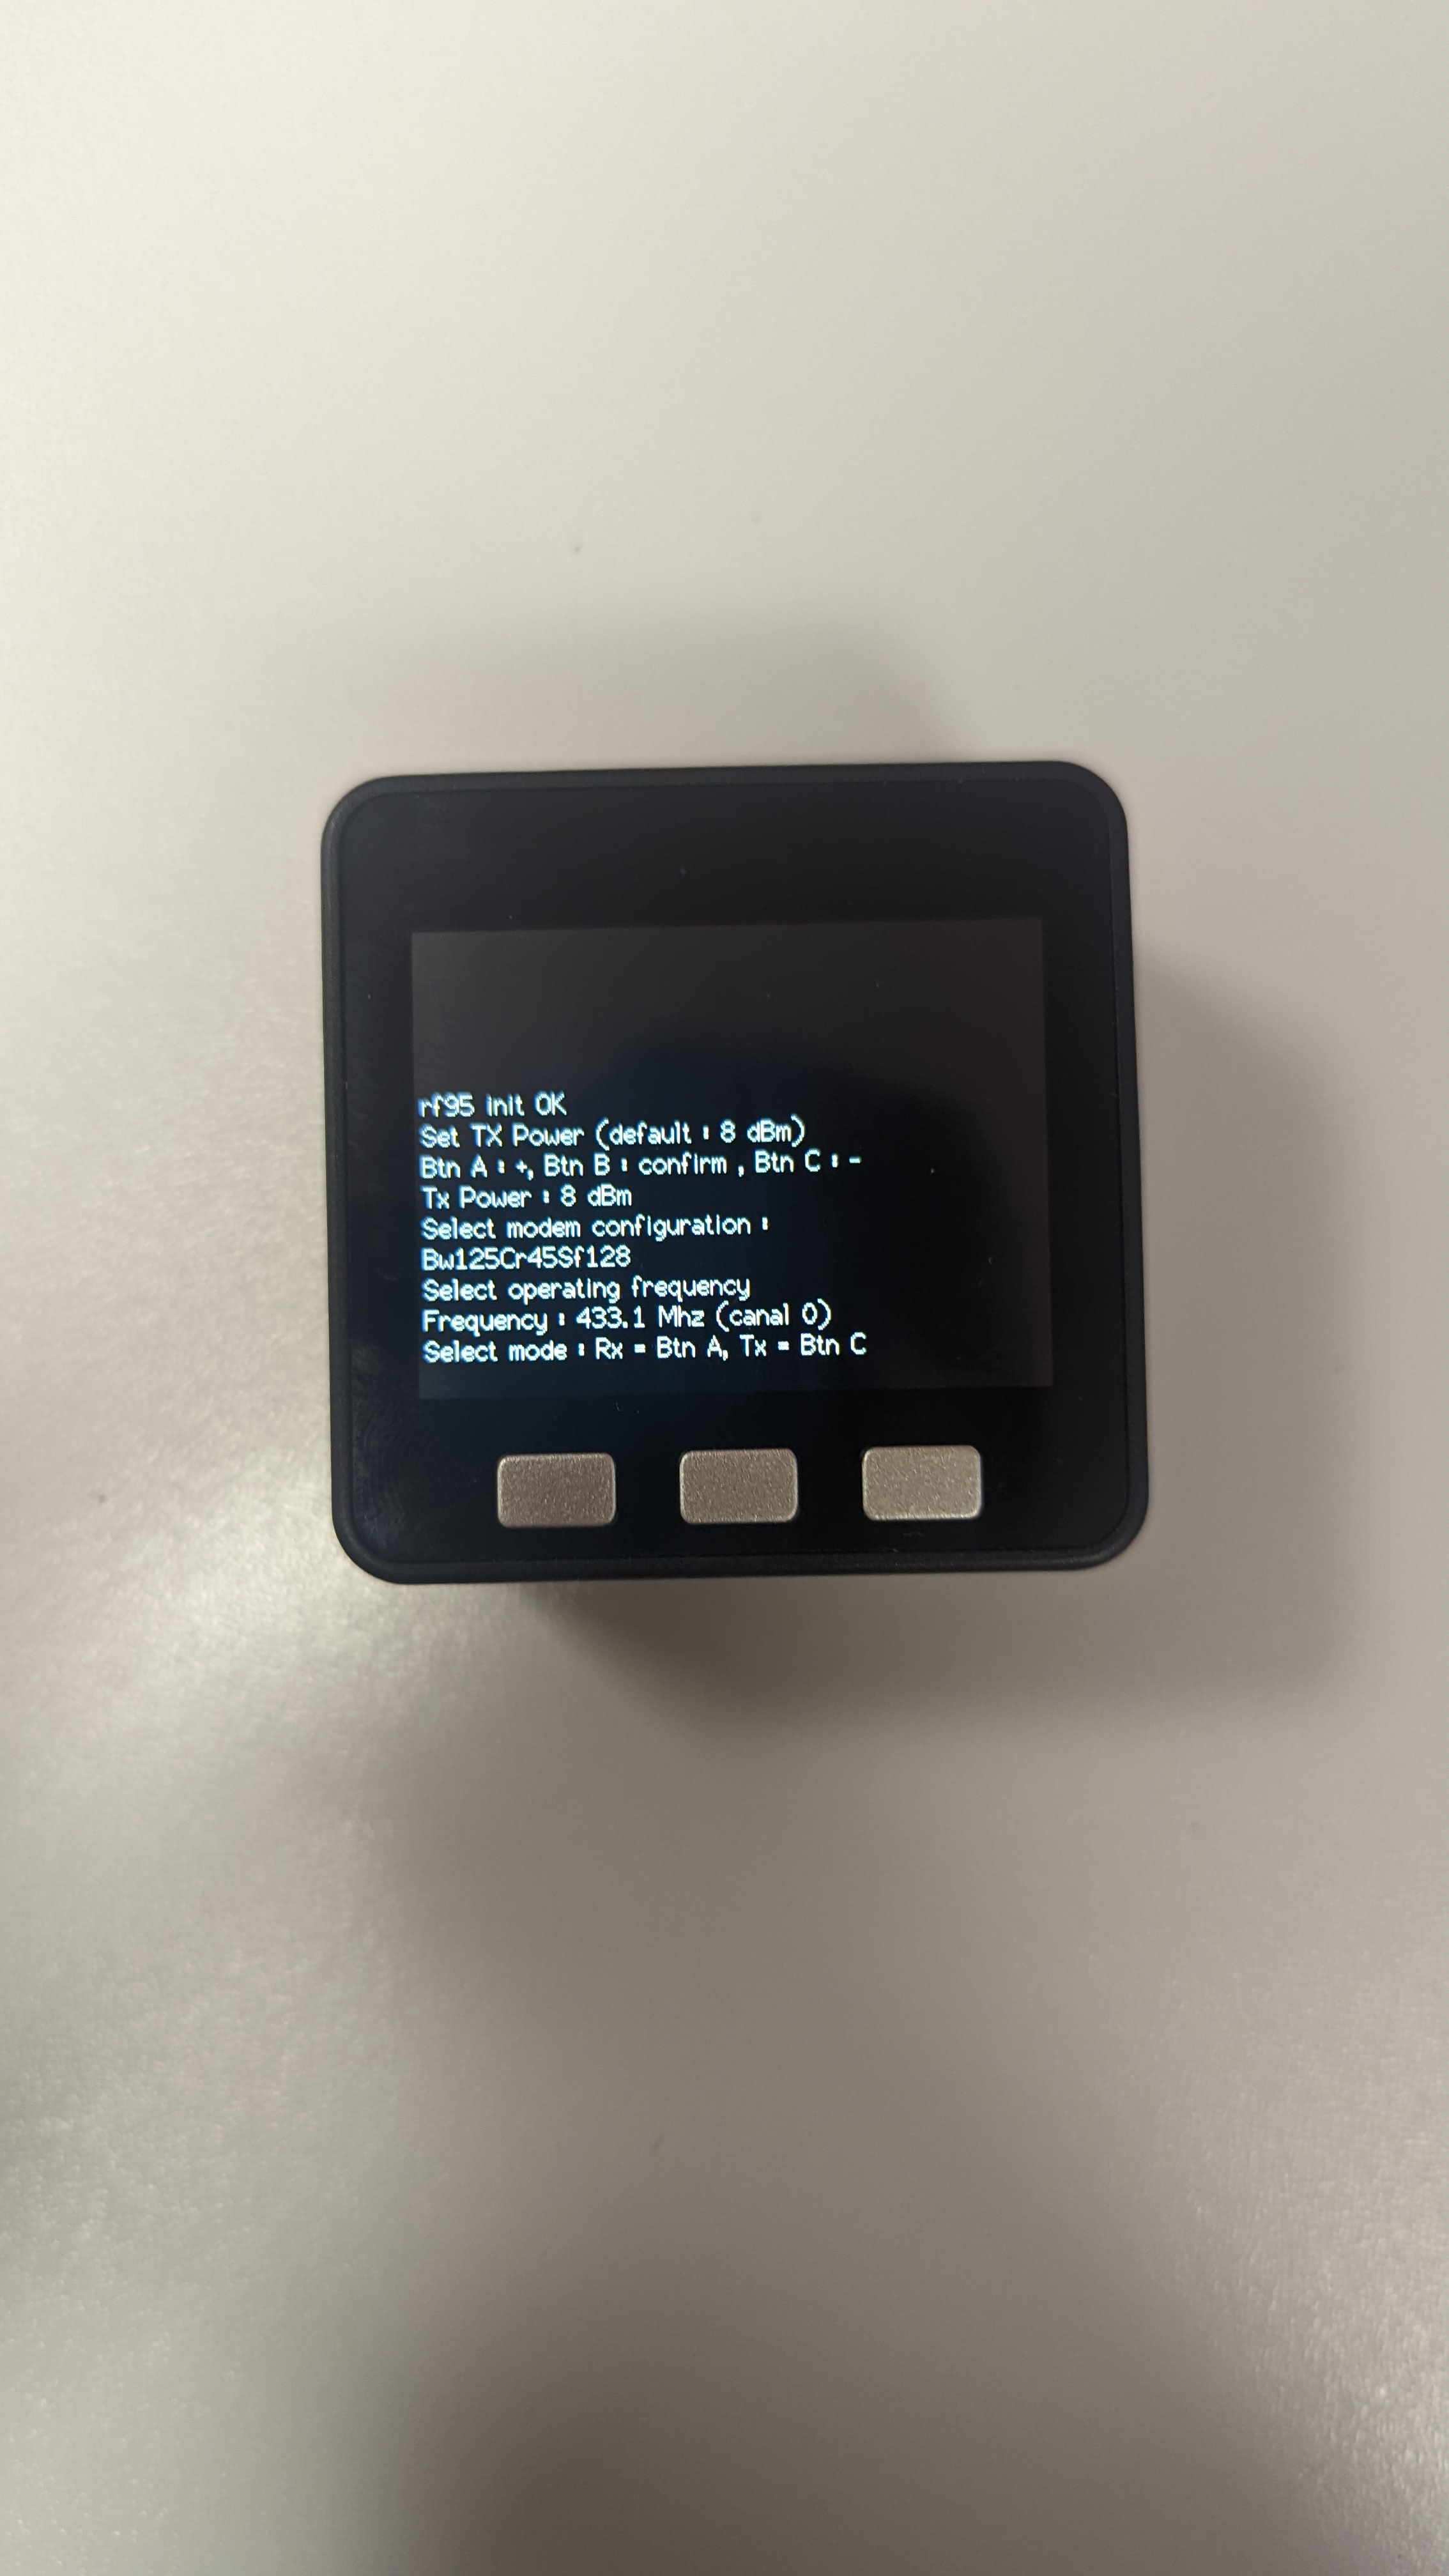 rf95 init OK
Set TX Power (default : 8 dBm)
Btn A : +, Btn B : confirm , Btn C : -
Tx Power : 8 dBm
Select modem configuration :
Bw125Cr45Sf128
Select operating frequency
Frequency : 433.1 Mhz (canal 0)
Select mode : Rx = Btn A, Tx = Btn C